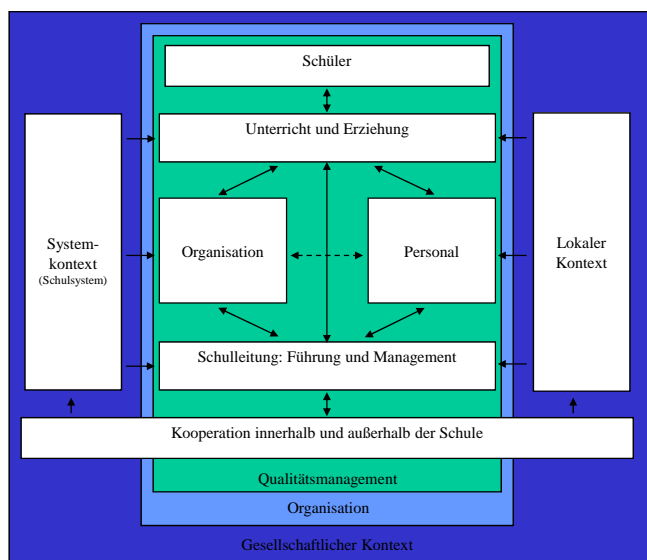 Schüler
Unterricht und Erziehung
System-
kontext
(Schulsystem)
Organisation
Personal
Lokaler
Kontext
Schulleitung: Führung und Management
Kooperation innerhalb und außerhalb der Schule
Qualitätsmanagement
Organisation
Gesellschaftlicher Kontext